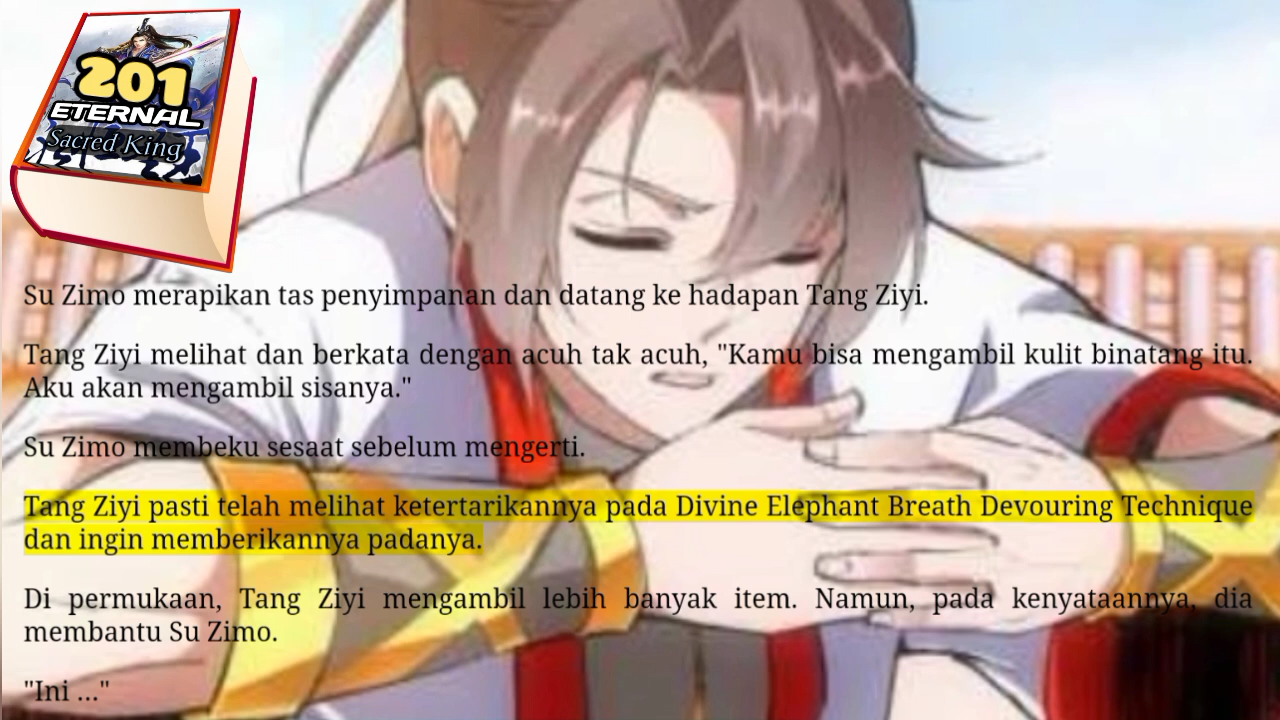 201
ETERNAL
Sacred King
Su Zimo merapikan tas penyimpanan dan datang ke hadapan Tang Ziyi.
Tang Ziyi melihat dan berkata dengan acuh tak acuh, "Kamu bisa mengambil kulit binatang itu.
Aku akan mengambil sisanya."
Su Zimo membeku sesaat sebelum mengerti.
Tang Ziyi pasti telah melihat ketertarikannya pada Divine Elephant Breath Devouring Technique
dan ingin memberikannya padanya.
Di permukaan, Tang Ziyi mengambil lebih banyak item. Namun, pada kenyataannya, dia
membantu Su Zimo.
"Ini ..."